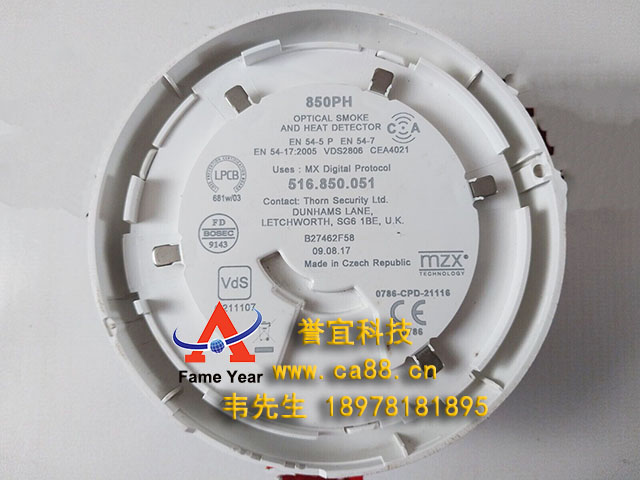 850PH
OPTICAL SMOKE
AND HEAT DETECTOR
EN 54-5 P EN 54-7
EN 54-17:2005 VDS2806 CEA4021
Uses : MX Digital Protocol
516.850.051
Contact: Thorn Security Ltd.
DUNHAMS LANE,
LETCHWORTH, SG6 1BE, U.K.
B27462F58
09.08.17
Made in Czech Republic
LPCB
681w/03
FD
BOSEC
9143
VdS
211107
mzx
TECHNOLOGY
0786-CPD-21116
CE
786
Fame Year
誉宜科技
www.ca88.cn
韦先生 18978181895